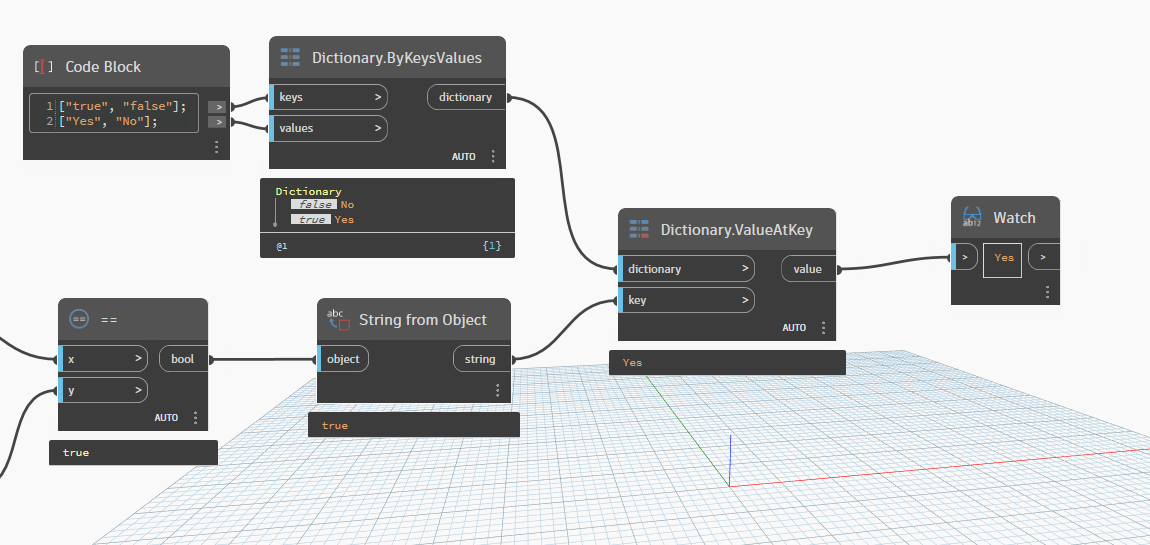 Code Block
1 ["true", "false"]; >
2 ["Yes", "No"]; >
Dictionary.ByKeysValues
keys >
dictionary
values >
AUTO
Dictionary
false No
true Yes
@1 {1}
== ==
x >
bool
y >
AUTO
true
abc
String from Object
object
string
true
Dictionary.ValueAtKey
dictionary >
value
key >
AUTO
Yes
ab12
Watch
> Yes >